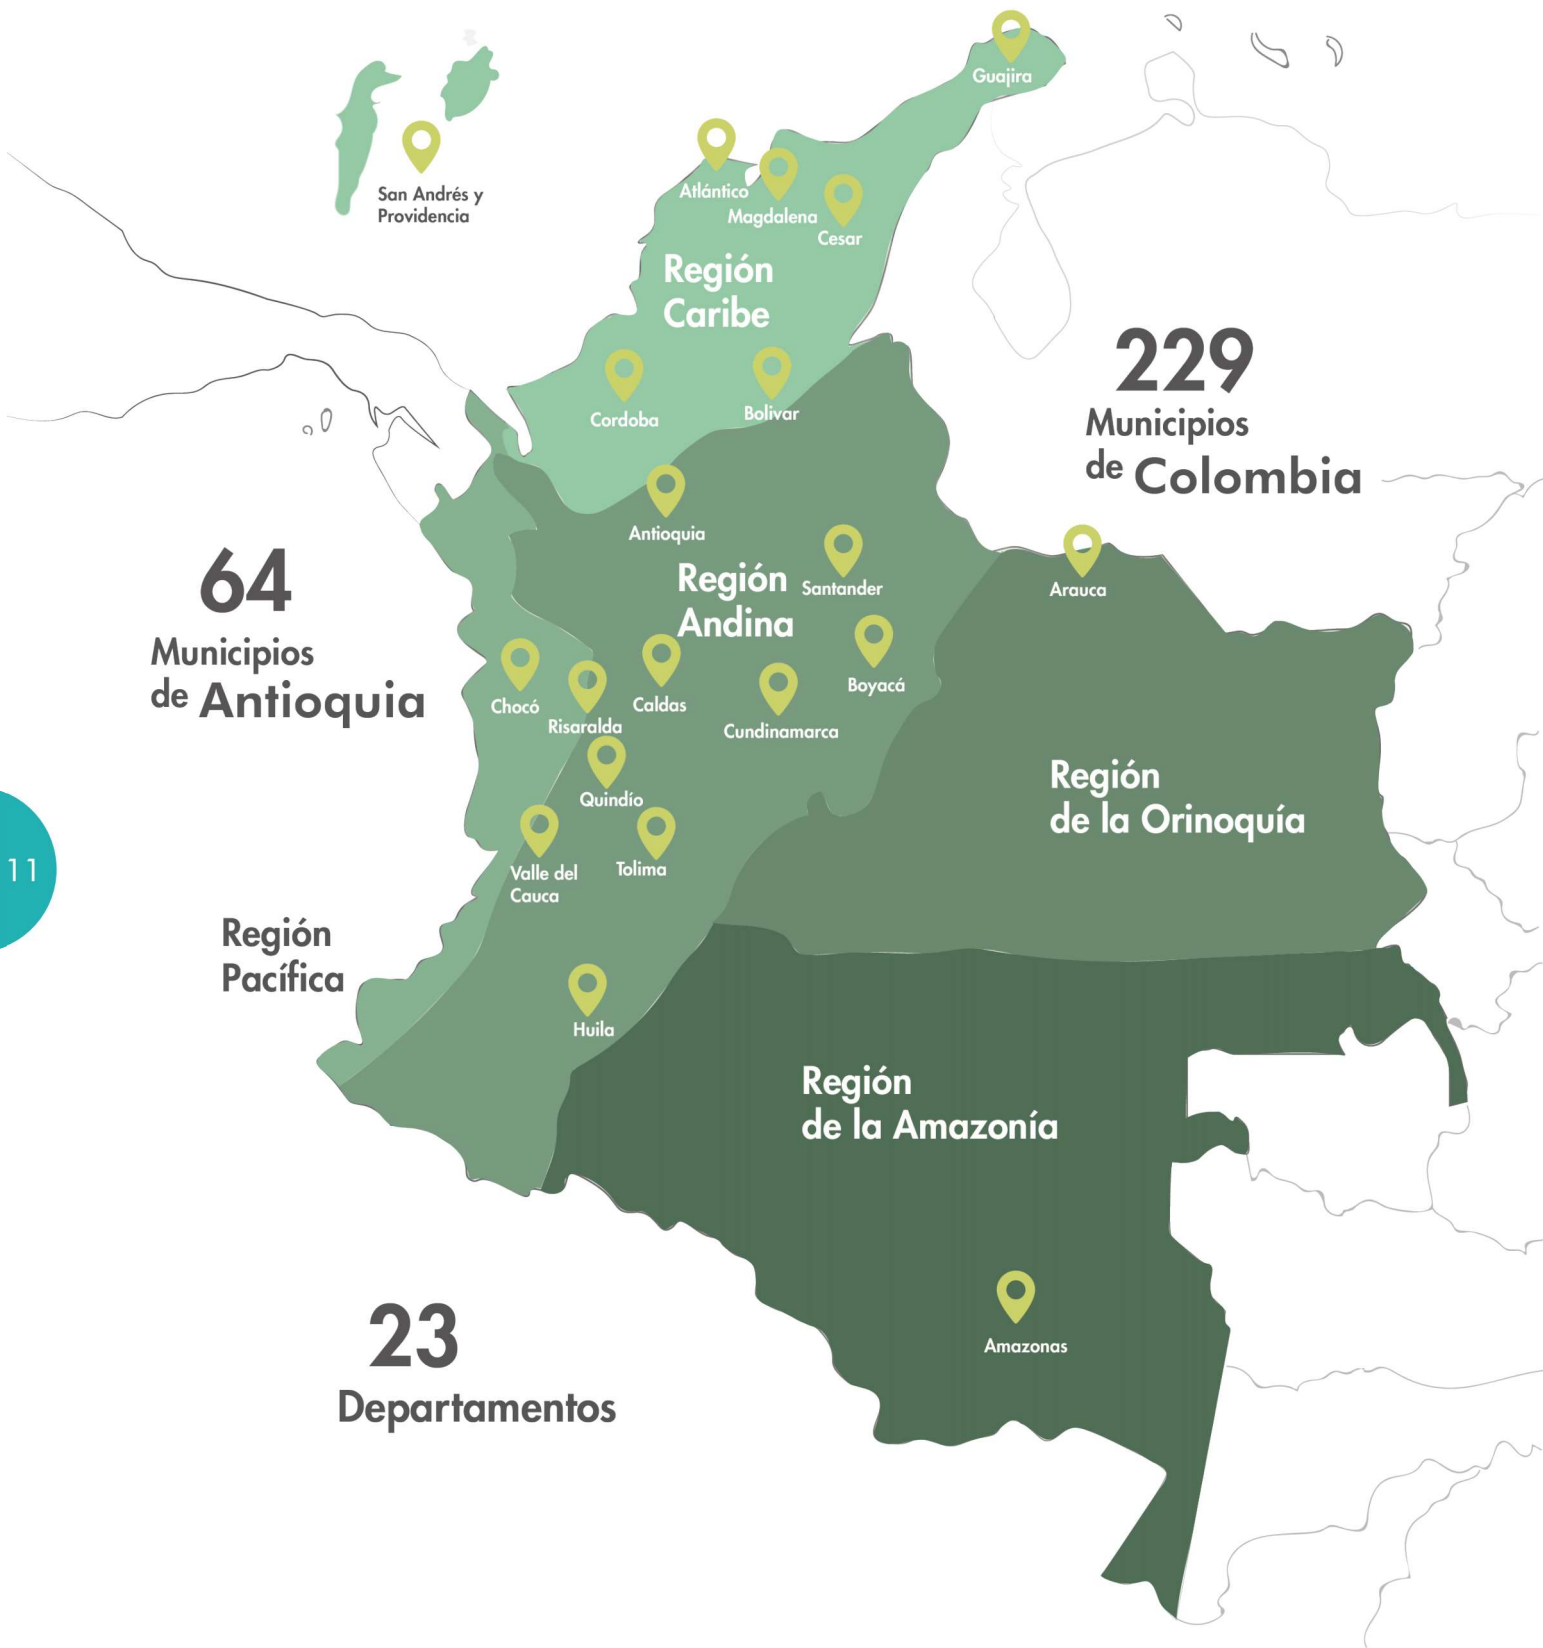 Guajira
San Andrés y
Providencia
Atlántico
Magdalena
Cesar
Región
Caribe
Cordoba
Bolivar
229
Municipios
de Colombia
Antioquia
Región
Andina
Santander
Arauca
64
Municipios
de Antioquia
Chocó
Risaralda
Caldas
Cundinamarca
Boyacá
Quindío
Valle del
Cauca
Tolima
Región
de la Orinoquía
11
Región
Pacífica
Huila
Región
de la Amazonía
Amazonas
23
Departamentos